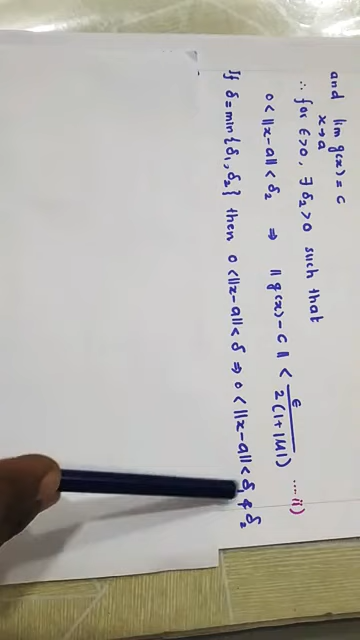 and lim g(x) = c
x→a
∴ for ϵ>0, ∃ δ₂>0 such that
0<||x-a||<δ₂ ⇒ ||g(x)-c|| < ϵ/2(1+|M|) ----(i)
If δ=min{δ₁,δ₂} then 0<||x-a||<δ ⇒ 0<||x-a||<δ₁ & δ₂